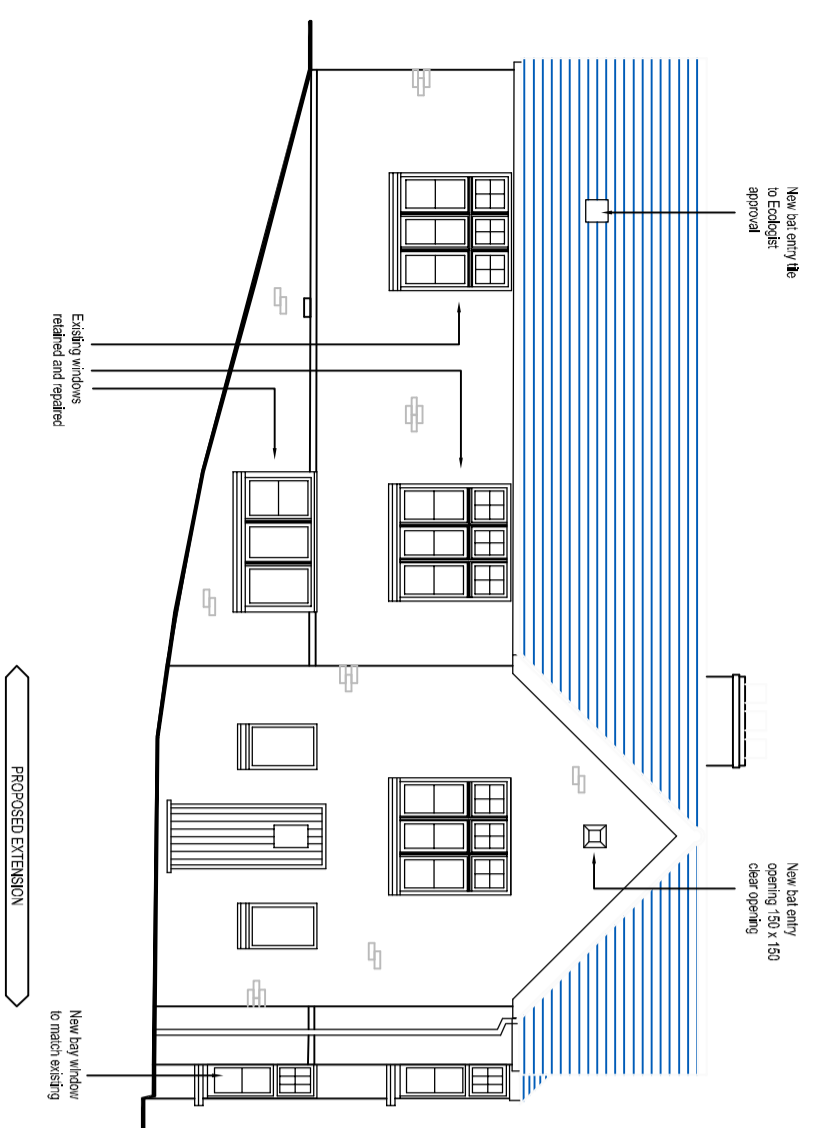 New bat entry tile
to Ecologist
approval
New bat entry
opening 150 x 150
clear opening
Existing windows
retained and repaired
New bay window
to match existing
PROPOSED EXTENSION